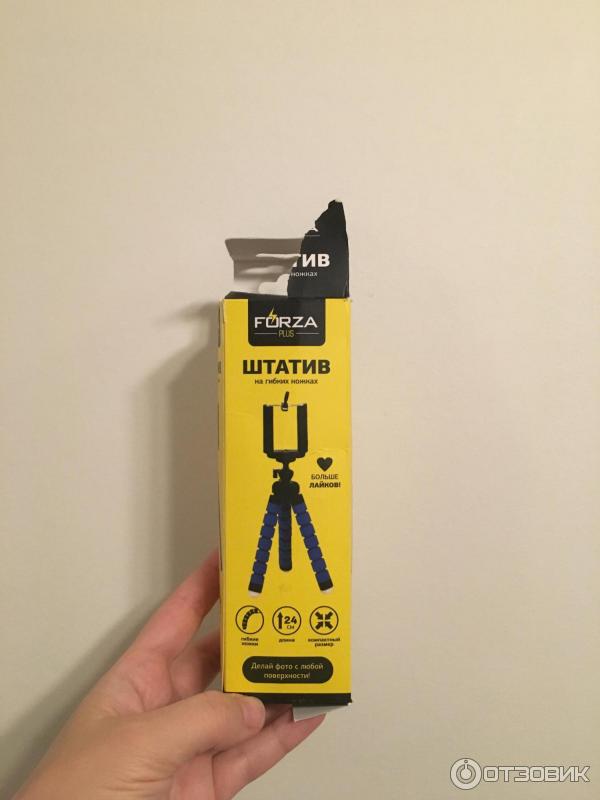 ТИВ
ножках
FORZA
PLUS
ШТАТИВ
на гибких ножках
БОЛЬШЕ
ЛАЙКОВ!
24
СМ
гибкие
ножки
длина
компактный
размер
Делай фото с любой
поверхности!
ОТЗОВИК